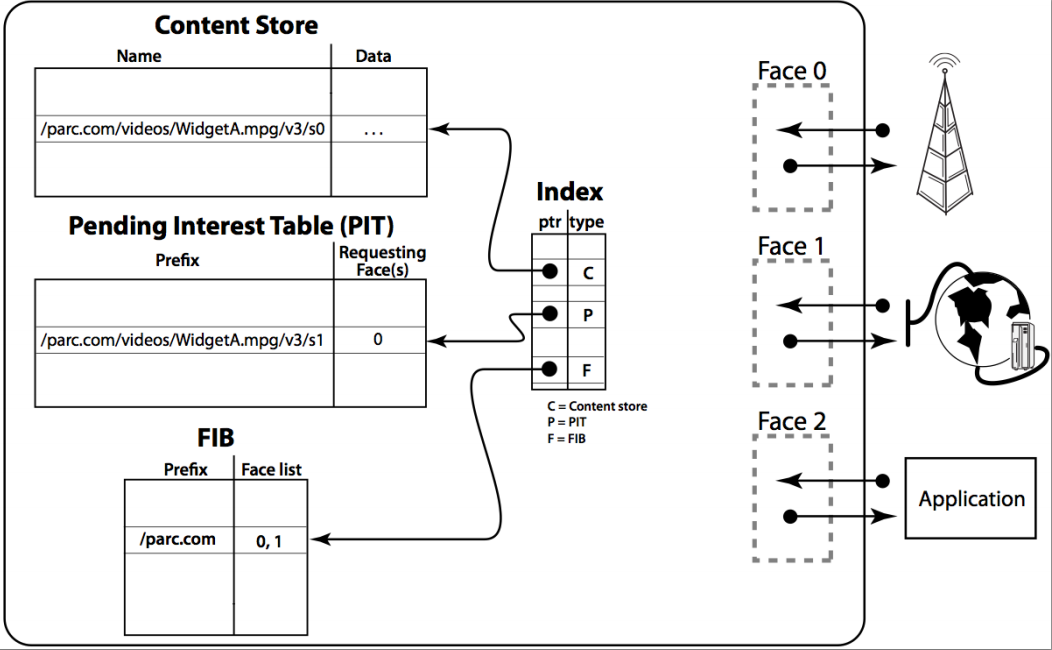 Content Store
Name Data
/parc.com/videos/WidgetA.mpg/v3/s0 ...
Pending Interest Table (PIT)
Prefix Requesting
Face(s)
/parc.com/videos/WidgetA.mpg/v3/s1 0
FIB
Prefix Face list
/parc.com 0, 1
Index
ptr type
C
P
F
C = Content store
P = PIT
F = FIB
Face 0
Face 1
Face 2
Application